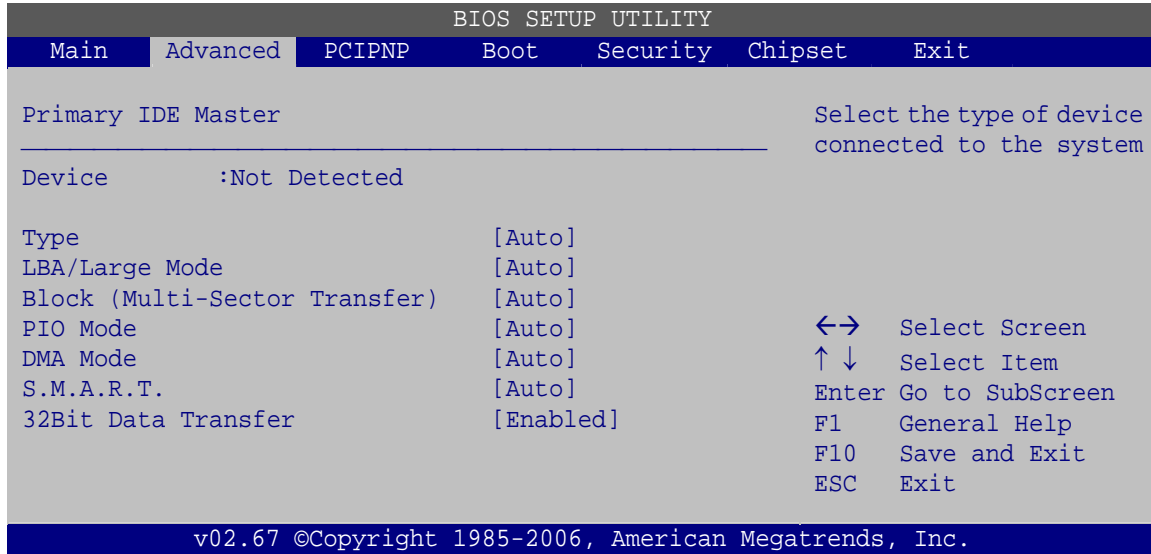 BIOS SETUP UTILITY
Main Advanced PCIPNP Boot Security Chipset Exit
Primary IDE Master
Device :Not Detected
Type [Auto]
LBA/Large Mode [Auto]
Block (Multi-Sector Transfer) [Auto]
PIO Mode [Auto]
DMA Mode [Auto]
S.M.A.R.T. [Auto]
32Bit Data Transfer [Enabled]
Select the type of device
connected to the system
←→ Select Screen
↑ ↓ Select Item
Enter Go to SubScreen
F1 General Help
F10 Save and Exit
ESC Exit
v02.67 ©Copyright 1985-2006, American Megatrends, Inc.